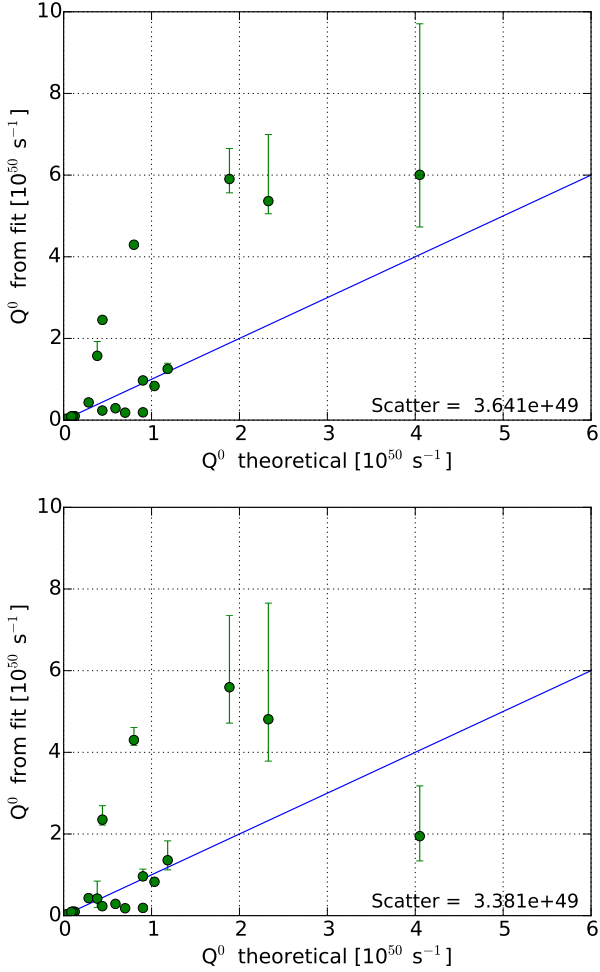 10
8
6
4
2
0
Q⁰ from fit [10⁵⁰ s⁻¹]
Scatter = 3.641e+49
0 1 2 3 4 5 6
Q⁰ theoretical [10⁵⁰ s⁻¹]
10
8
6
4
2
0
Q⁰ from fit [10⁵⁰ s⁻¹]
Scatter = 3.381e+49
0 1 2 3 4 5 6
Q⁰ theoretical [10⁵⁰ s⁻¹]